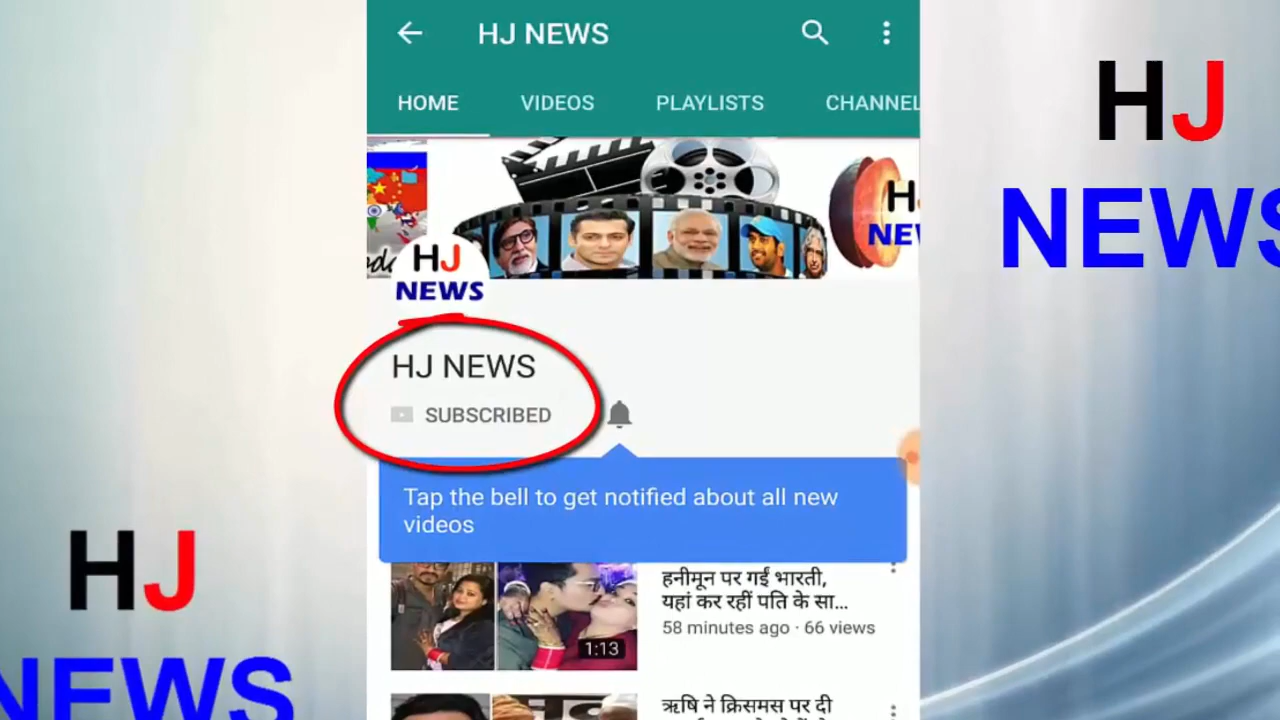 HJ NEWS
HOME VIDEOS PLAYLISTS CHANNEL
HJ
NEWS
HJ
NEWS
HJ NEWS
SUBSCRIBED
Tap the bell to get notified about all new
videos
हनीमून पर गईं भारती,
यहां कर रहीं पति के सा...
58 minutes ago · 66 views
1:13
ऋषि ने क्रिसमस पर दी
HJ
NEWS